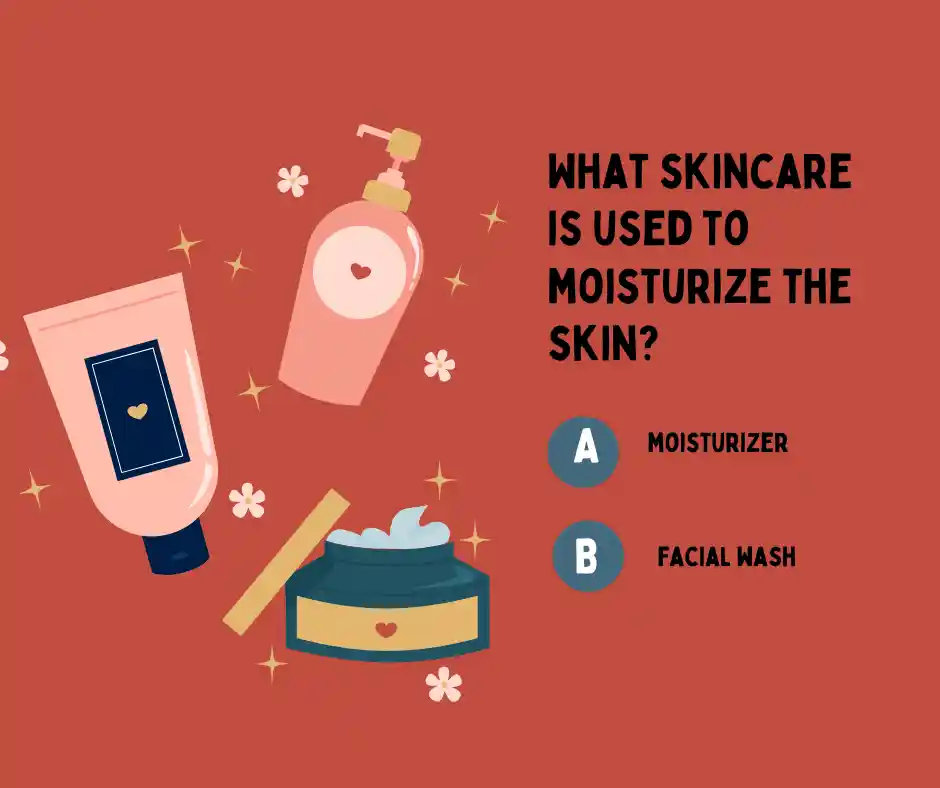 WHAT SKINCARE
IS USED TO
MOISTURIZE THE
SKIN?
A MOISTURIZER
B FACIAL WASH